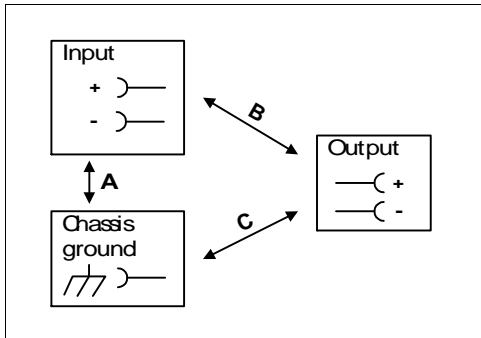 Input
+
-
B
Output
+
-
A
Chassis
ground
C